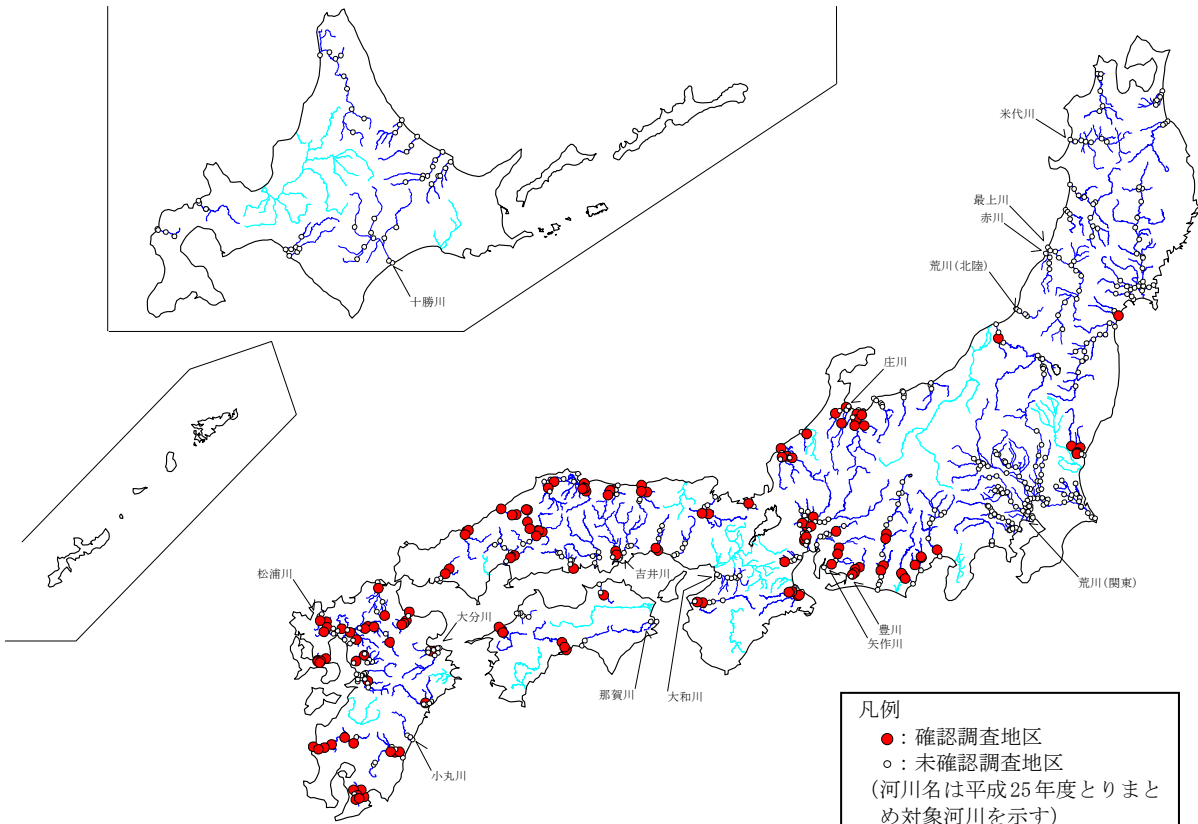 米代川
最上川
赤川
荒川(北陸)
十勝川
庄川
荒川(関東)
吉井川
松浦川
大分川
豊川
矢作川
那賀川
大和川
小丸川
凡例
●：確認調査地区
○：未確認調査地区
(河川名は平成25年度とりまと
め対象河川を示す)